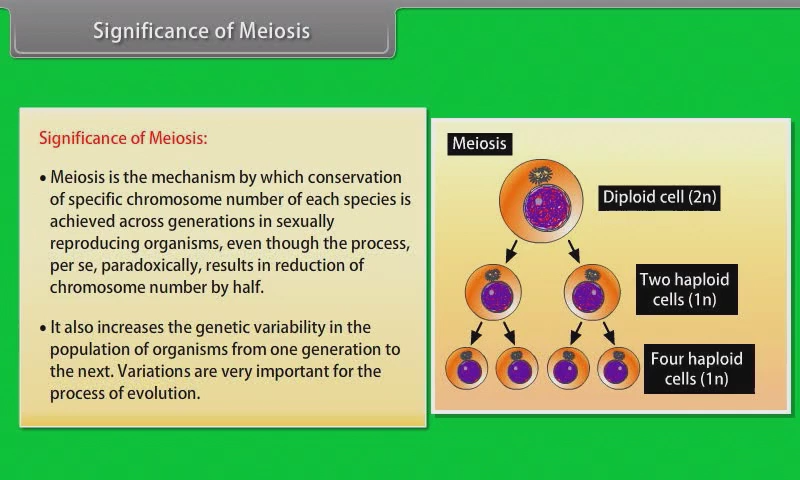 Significance of Meiosis
Significance of Meiosis:
• Meiosis is the mechanism by which conservation
of specific chromosome number of each species is
achieved across generations in sexually
reproducing organisms, even though the process,
per se, paradoxically, results in reduction of
chromosome number by half.
• It also increases the genetic variability in the
population of organisms from one generation to
the next. Variations are very important for the
process of evolution.
Meiosis
Diploid cell (2n)
Two haploid
cells (1n)
Four haploid
cells (1n)